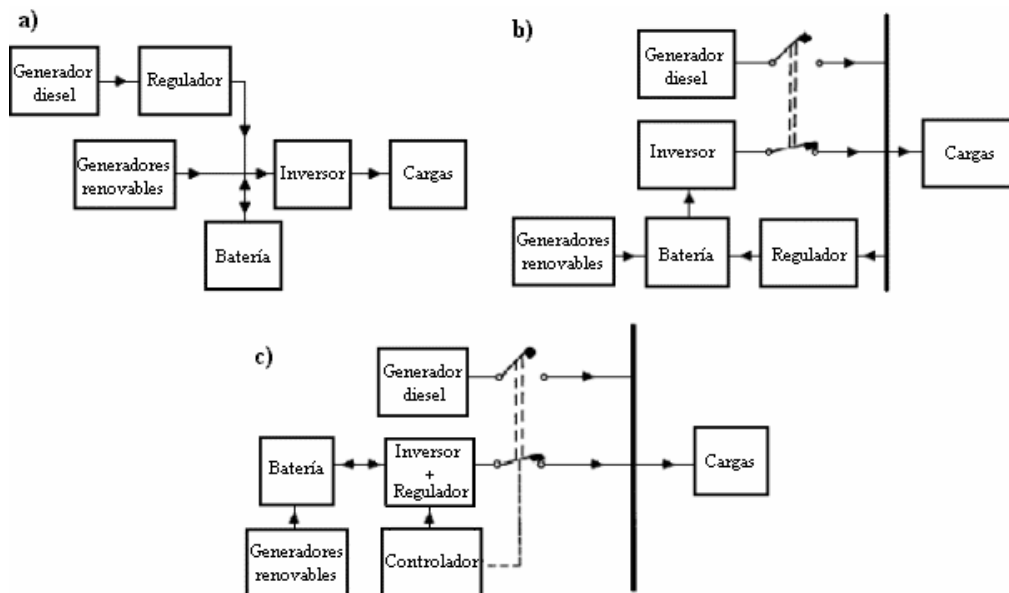 a)
Generador
diesel
Regulador
Generadores
renovables
Inversor
Cargas
Batería
b)
Generador
diesel
Inversor
Cargas
Generadores
renovables
Batería
Regulador
c)
Generador
diesel
Batería
Inversor
+
Regulador
Cargas
Generadores
renovables
Controlador